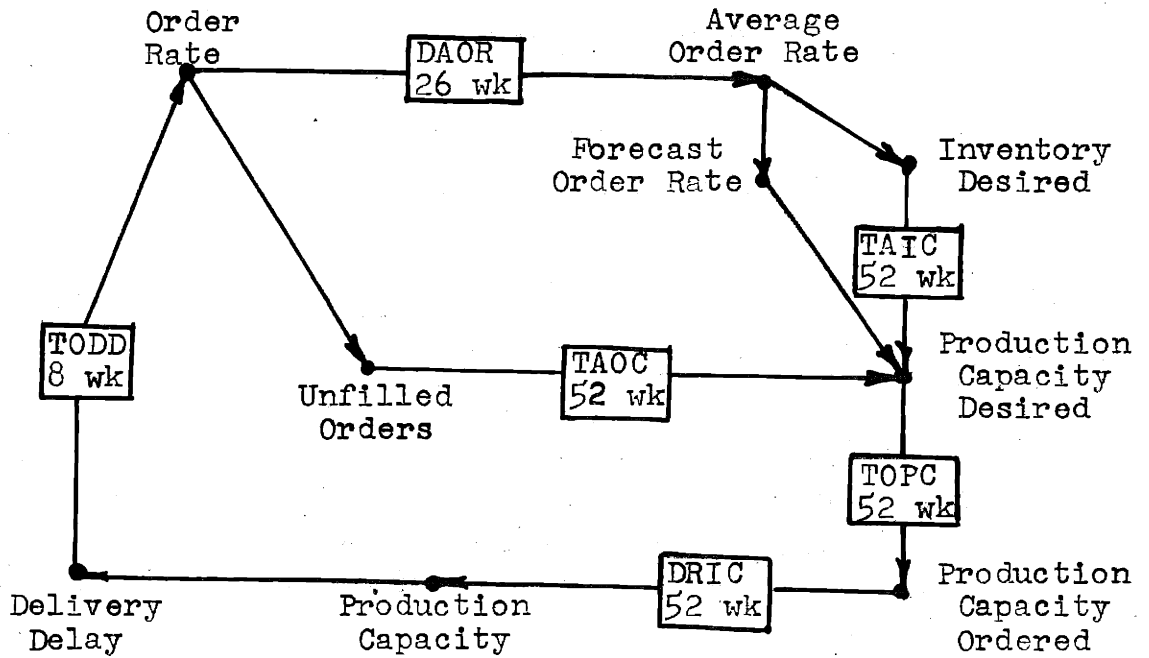 Order
Rate
DAOR
26 wk
Average
Order Rate
Forecast
Order Rate
Inventory
Desired
TAIC
52 wk
TODD
8 wk
Unfilled
Orders
TAOC
52 wk
Production
Capacity
Desired
TOPC
52 wk
Delivery
Delay
Production
Capacity
DRIC
52 wk
Production
Capacity
Ordered